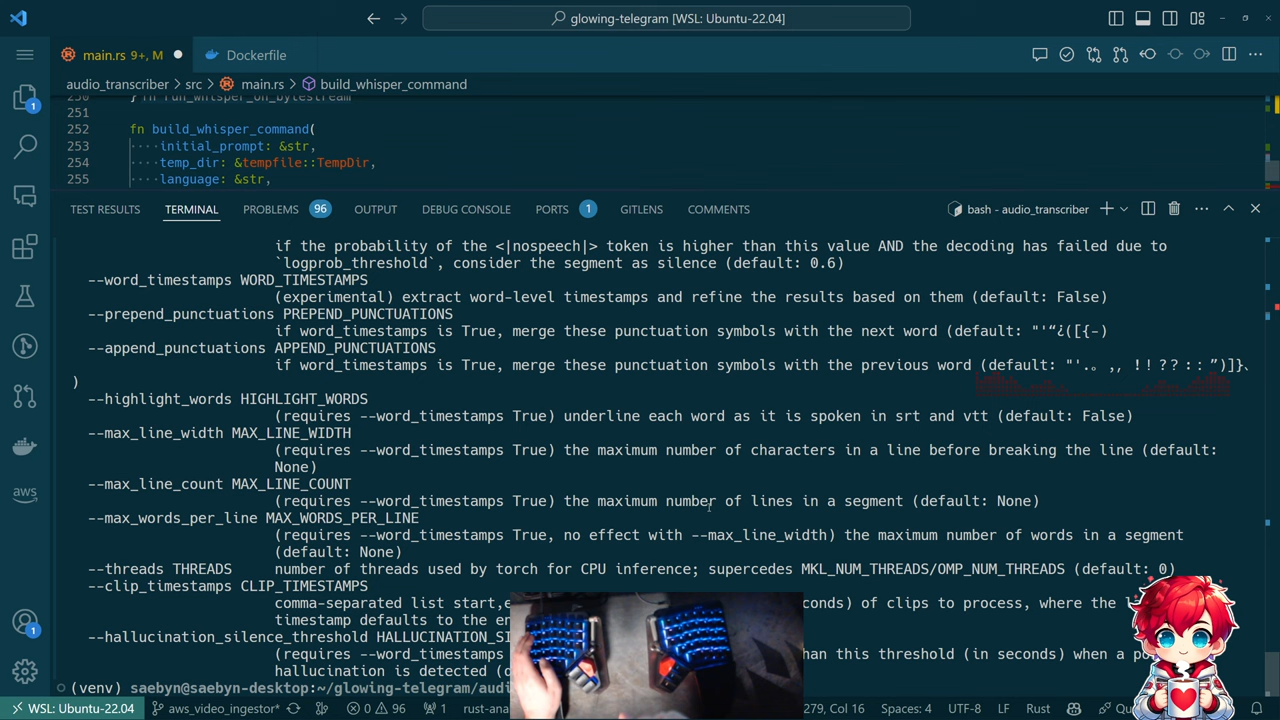 glowing-telegram [WSL: Ubuntu-22.04]
main.rs 9+, M
Dockerfile
audio_transcriber > src > main.rs > build_whisper_command
250 } fn run_whisper_on_bytestream
251
252 fn build_whisper_command(
253 ····initial_prompt: &str,
254 ····temp_dir: &tempfile::TempDir,
255 ····language: &str,
TEST RESULTS TERMINAL PROBLEMS 96 OUTPUT DEBUG CONSOLE PORTS 1 GITLENS COMMENTS
bash - audio_transcriber
if the probability of the <|nospeech|> token is higher than this value AND the decoding has failed due to
`logprob_threshold`, consider the segment as silence (default: 0.6)
--word_timestamps WORD_TIMESTAMPS
(experimental) extract word-level timestamps and refine the results based on them (default: False)
--prepend_punctuations PREPEND_PUNCTUATIONS
if word_timestamps is True, merge these punctuation symbols with the next word (default: "'“¿([{-)
--append_punctuations APPEND_PUNCTUATIONS
if word_timestamps is True, merge these punctuation symbols with the previous word (default: "'.。,,!!??::”)]}、
)
--highlight_words HIGHLIGHT_WORDS
(requires --word_timestamps True) underline each word as it is spoken in srt and vtt (default: False)
--max_line_width MAX_LINE_WIDTH
(requires --word_timestamps True) the maximum number of characters in a line before breaking the line (default:
None)
--max_line_count MAX_LINE_COUNT
(requires --word_timestamps True) the maximum number of lines in a segment (default: None)
--max_words_per_line MAX_WORDS_PER_LINE
(requires --word_timestamps True, no effect with --max_line_width) the maximum number of words in a segment
(default: None)
--threads THREADS number of threads used by torch for CPU inference; supercedes MKL_NUM_THREADS/OMP_NUM_THREADS (default: 0)
--clip_timestamps CLIP_TIMESTAMPS
comma-separated list start,e conds) of clips to process, where the l
timestamp defaults to the en
--hallucination_silence_threshold HALLUCINATION_SI
(requires --word_timestamps han this threshold (in seconds) when a po
hallucination is detected (d
(venv) saebyn@saebyn-desktop:~/glowing-telegram/aud
1
1
WSL: Ubuntu-22.04 aws_video_ingestor* 0 96 1 rust-ana 279, Col 16 Spaces: 4 UTF-8 LF Rust
aws